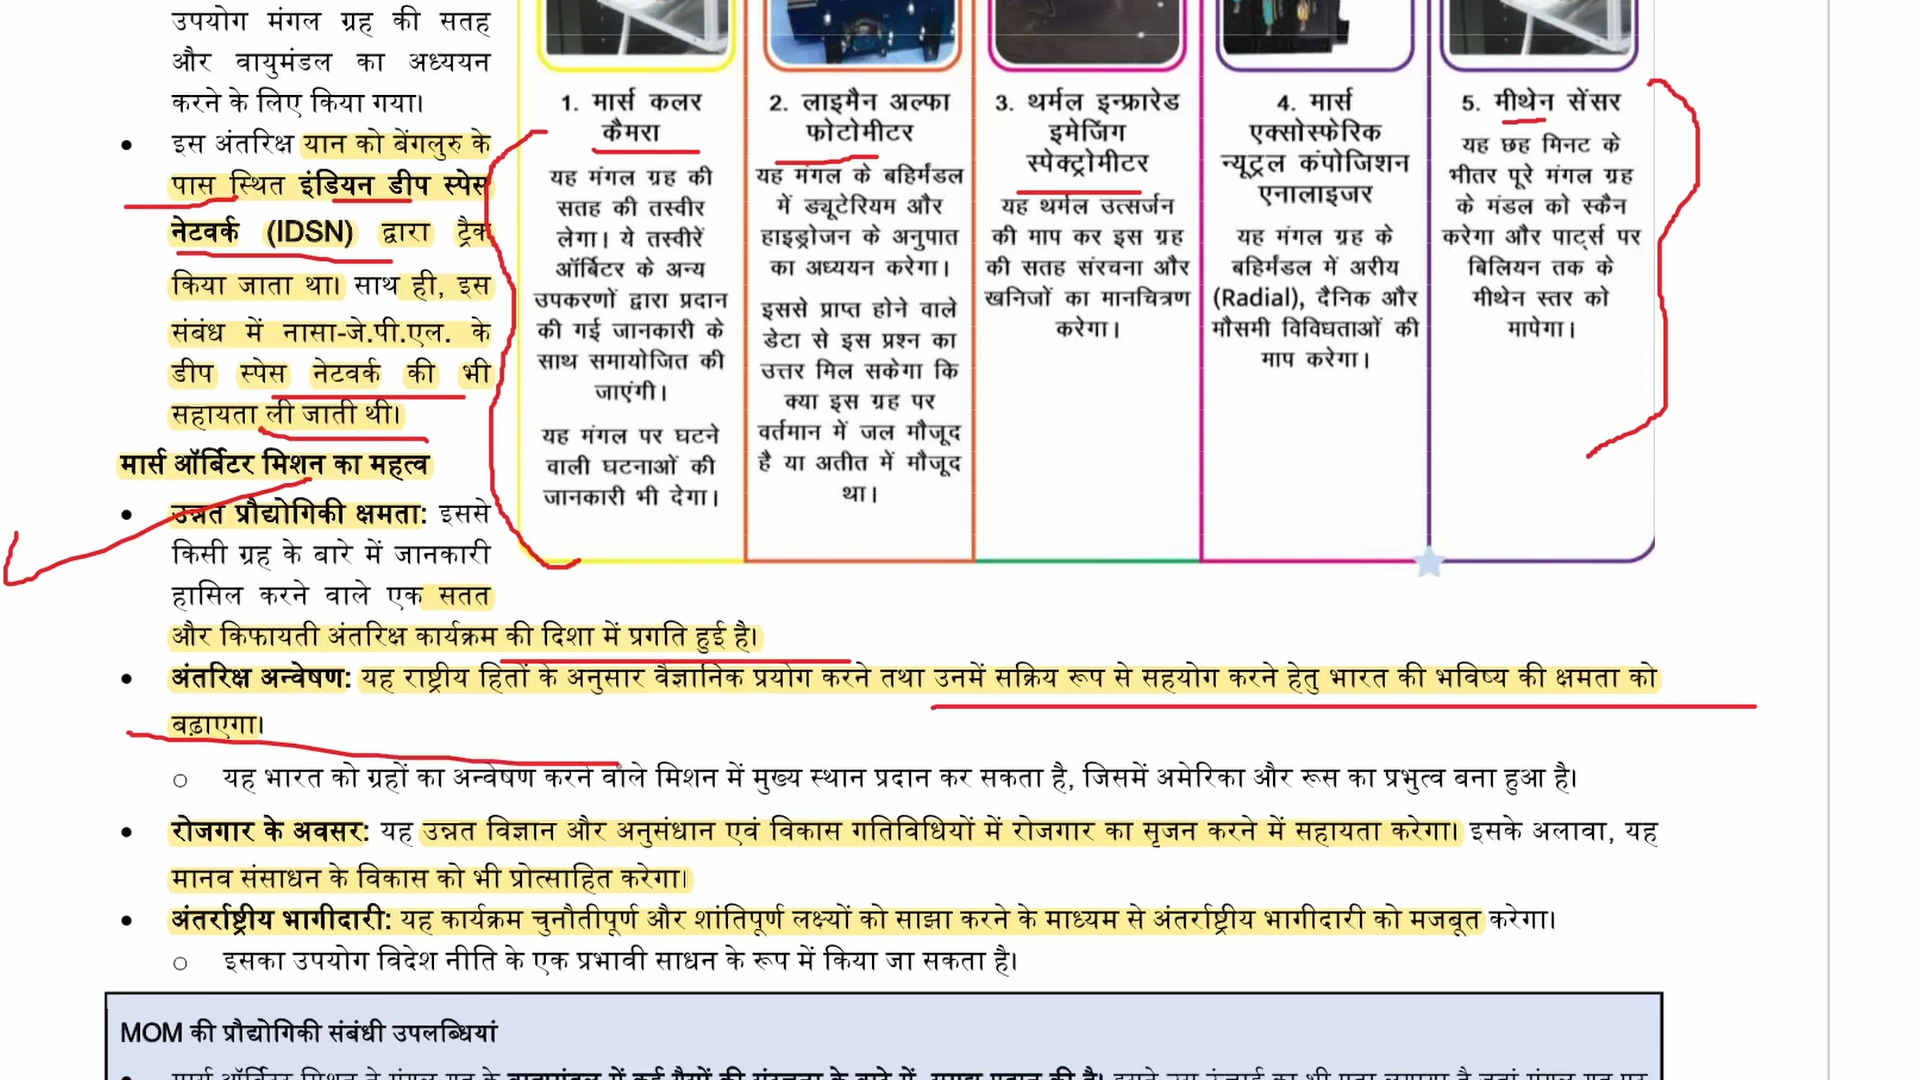 उपयोग मंगल ग्रह की सतह
और वायुमंडल का अध्ययन
करने के लिए किया गया।
• इस अंतरिक्ष यान को बेंगलुरु के
पास स्थित इंडियन डीप स्पेस
नेटवर्क (IDSN) द्वारा ट्रैक
किया जाता था। साथ ही, इस
संबंध में नासा-जे.पी.एल. के
डीप स्पेस नेटवर्क की भी
सहायता ली जाती थी।
मार्स ऑर्बिटर मिशन का महत्व
• उन्नत प्रौद्योगिकी क्षमता: इससे
किसी ग्रह के बारे में जानकारी
हासिल करने वाले एक सतत
और किफायती अंतरिक्ष कार्यक्रम की दिशा में प्रगति हुई है।
1. मार्स कलर
कैमरा
यह मंगल ग्रह की
सतह की तस्वीर
लेगा। ये तस्वीरें
ऑर्बिटर के अन्य
उपकरणों द्वारा प्रदान
की गई जानकारी के
साथ समायोजित की
जाएंगी।
यह मंगल पर घटने
वाली घटनाओं की
जानकारी भी देगा।
2. लाइमैन अल्फा
फोटोमीटर
यह मंगल के बहिर्मंडल
में ड्यूटेरियम और
हाइड्रोजन के अनुपात
का अध्ययन करेगा।
इससे प्राप्त होने वाले
डेटा से इस प्रश्न का
उत्तर मिल सकेगा कि
क्या इस ग्रह पर
वर्तमान में जल मौजूद
है या अतीत में मौजूद
था।
3. थर्मल इन्फ्रारेड
इमेजिंग
स्पेक्ट्रोमीटर
यह थर्मल उत्सर्जन
की माप कर इस ग्रह
की सतह संरचना और
खनिजों का मानचित्रण
करेगा।
4. मार्स
एक्सोस्फेरिक
न्यूट्रल कंपोजिशन
एनालाइजर
यह मंगल ग्रह के
बहिर्मंडल में अरीय
(Radial), दैनिक और
मौसमी विविधताओं की
माप करेगा।
5. मीथेन सेंसर
यह छह मिनट के
भीतर पूरे मंगल ग्रह
के मंडल को स्कैन
करेगा और पार्ट्स पर
बिलियन तक के
मीथेन स्तर को
मापेगा।
• अंतरिक्ष अन्वेषण: यह राष्ट्रीय हितों के अनुसार वैज्ञानिक प्रयोग करने तथा उनमें सक्रिय रूप से सहयोग करने हेतु भारत की भविष्य की क्षमता को
बढ़ाएगा।
o यह भारत को ग्रहों का अन्वेषण करने वाले मिशन में मुख्य स्थान प्रदान कर सकता है, जिसमें अमेरिका और रूस का प्रभुत्व बना हुआ है।
• रोजगार के अवसर: यह उन्नत विज्ञान और अनुसंधान एवं विकास गतिविधियों में रोजगार का सृजन करने में सहायता करेगा। इसके अलावा, यह
मानव संसाधन के विकास को भी प्रोत्साहित करेगा।
• अंतर्राष्ट्रीय भागीदारी: यह कार्यक्रम चुनौतीपूर्ण और शांतिपूर्ण लक्ष्यों को साझा करने के माध्यम से अंतर्राष्ट्रीय भागीदारी को मजबूत करेगा।
o इसका उपयोग विदेश नीति के एक प्रभावी साधन के रूप में किया जा सकता है।
MOM की प्रौद्योगिकी संबंधी उपलब्धियां